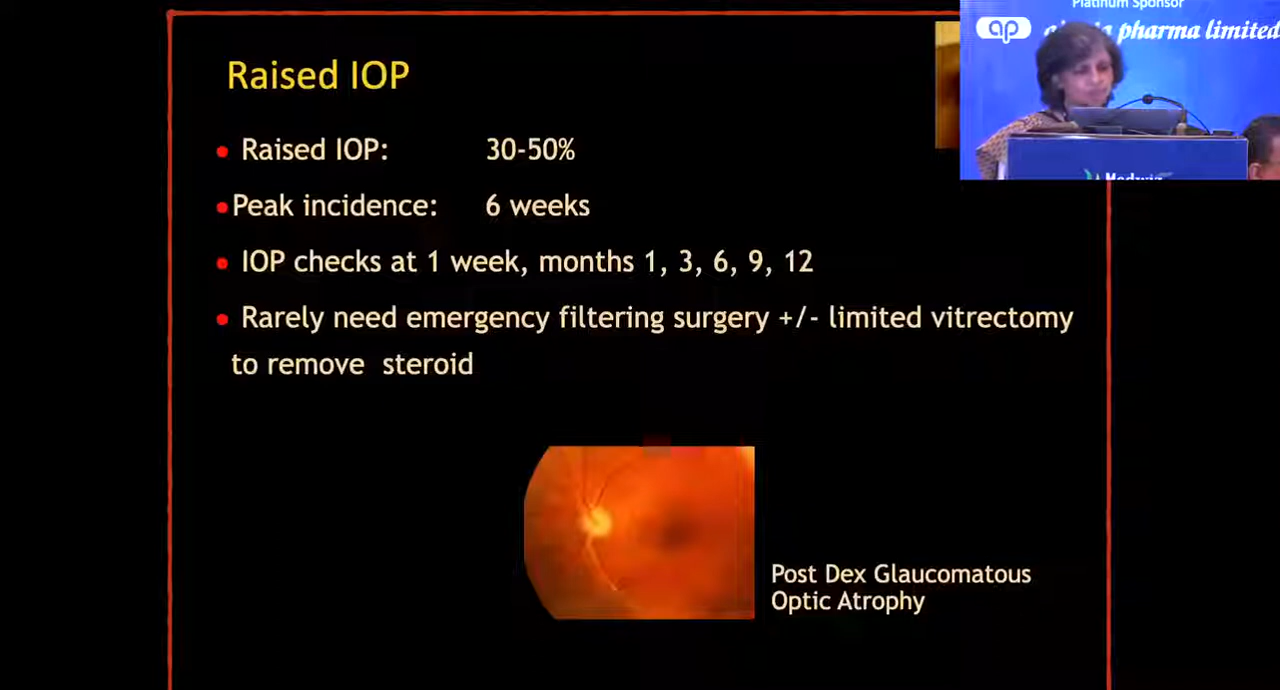 Platinum Sponsor
ap
pharma limited
Raised IOP
Raised IOP: 30-50%
Peak incidence: 6 weeks
IOP checks at 1 week, months 1, 3, 6, 9, 12
Rarely need emergency filtering surgery +/- limited vitrectomy
to remove steroid
Post Dex Glaucomatous
Optic Atrophy